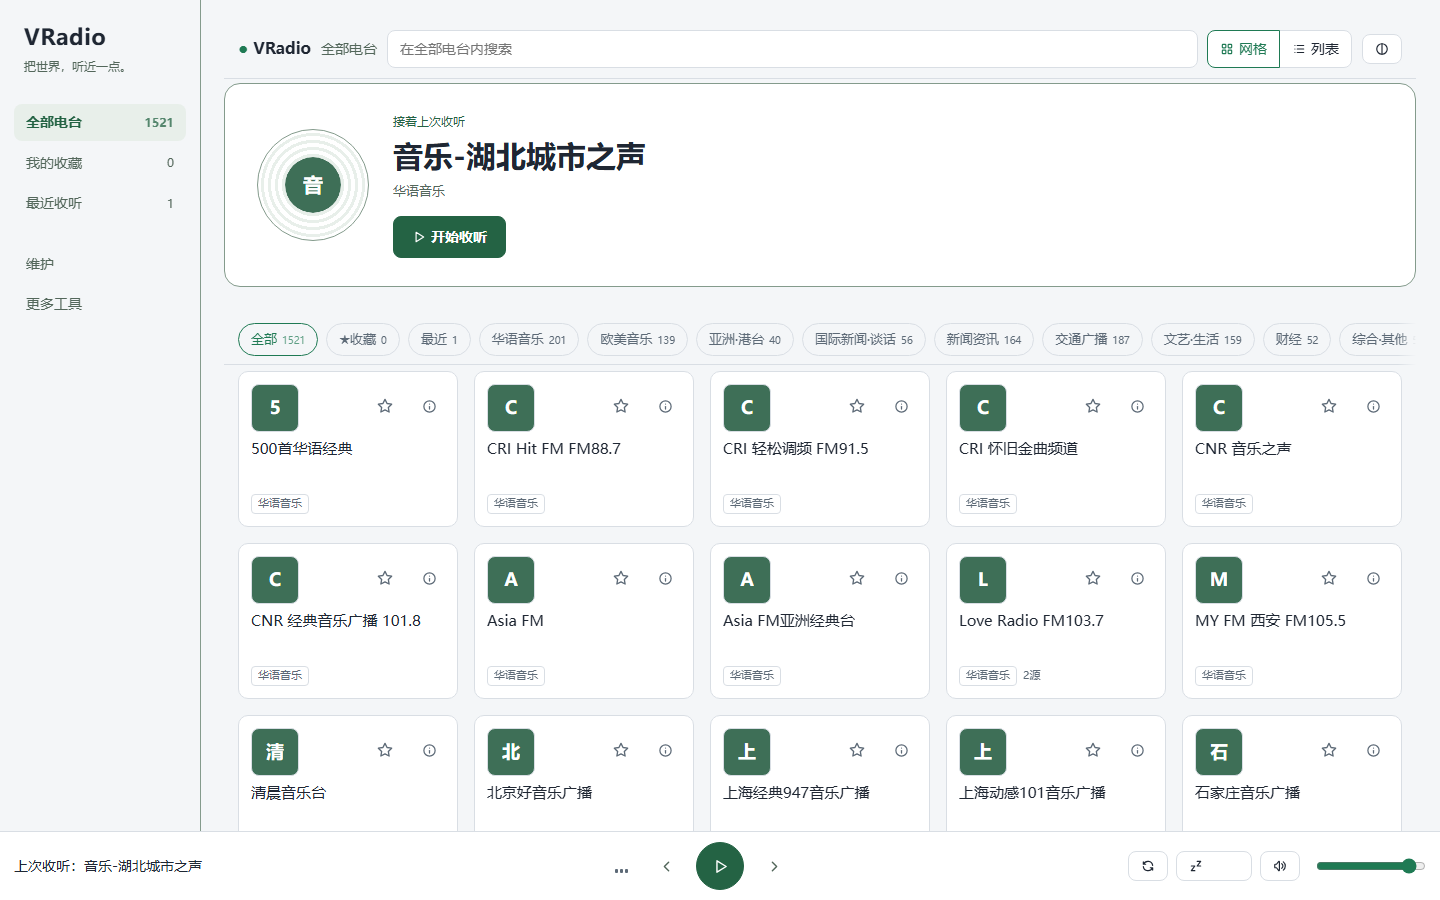 VRadio
把世界，听近一点。
全部电台 1521
我的收藏 0
最近收听 1
维护
更多工具
VRadio 全部电台 在全部电台内搜索 网格 列表
接着上次收听
音乐-湖北城市之声
华语音乐
音
开始收听
全部 1521 ★收藏 0 最近 1 华语音乐 201 欧美音乐 139 亚洲·港台 40 国际新闻·谈话 56 新闻资讯 164 交通广播 187 文艺·生活 159 财经 52 综合·其他
5 C C C C
500首华语经典 CRI Hit FM FM88.7 CRI 轻松调频 FM91.5 CRI 怀旧金曲频道 CNR 音乐之声
华语音乐 华语音乐 华语音乐 华语音乐 华语音乐
C A A L M
CNR 经典音乐广播 101.8 Asia FM Asia FM亚洲经典台 Love Radio FM103.7 MY FM 西安 FM105.5
华语音乐 华语音乐 华语音乐 华语音乐 2源 华语音乐
清 北 上 上 石
清晨音乐台 北京好音乐广播 上海经典947音乐广播 上海动感101音乐广播 石家庄音乐广播
上次收听：音乐-湖北城市之声 ... zz